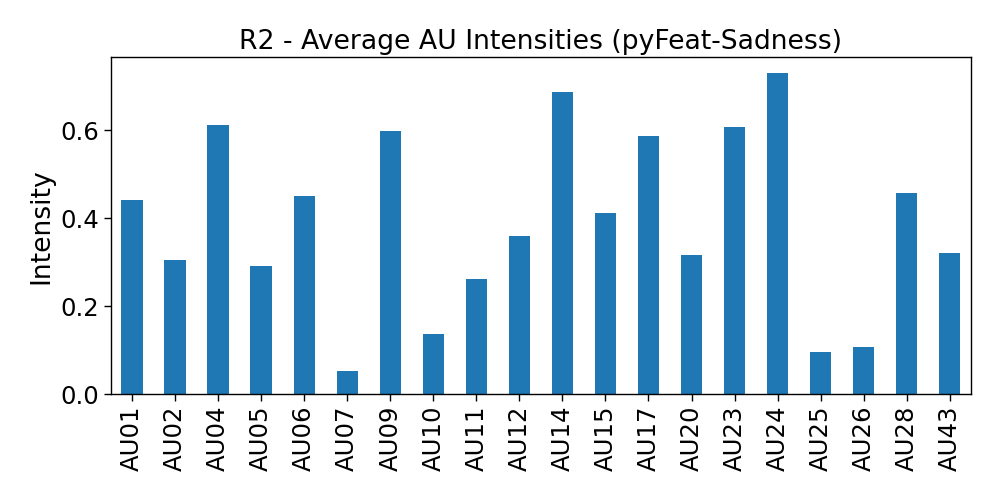 R2 - Average AU Intensities (pyFeat-Sadness)
Intensity
0.6
0.4
0.2
0.0
AU01
AU02
AU04
AU05
AU06
AU07
AU09
AU10
AU11
AU12
AU14
AU15
AU17
AU20
AU23
AU24
AU25
AU26
AU28
AU43